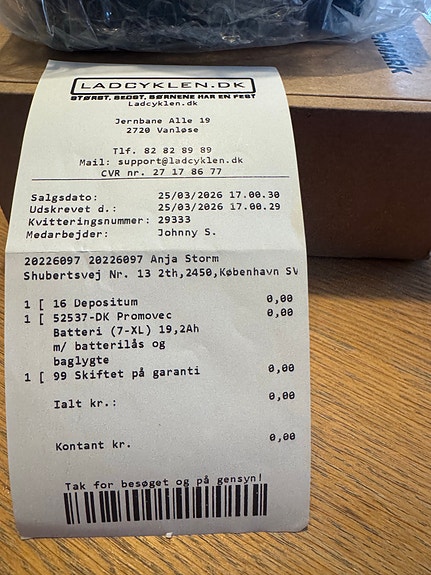 LADCYKLEN.DK
STØRST, BEDST, BØRNENE HAR EN FEST
Ladcyklen.dk
Jernbane Alle 19
2720 Vanløse
Tlf. 82 82 89 89
Mail: support@ladcyklen.dk
CVR nr. 27 17 86 77
Salgsdato: 25/03/2026 17.00.30
Udskrevet d.: 25/03/2026 17.00.29
Kvitteringsnummer: 29333
Medarbejder: Johnny S.
20226097 20226097 Anja Storm
Shubertsvej Nr. 13 2th,2450,København SV
1 [ 16 Depositum 0,00
1 [ 52537-DK Promovec 0,00
Batteri (7-XL) 19,2Ah
m/ batterilås og
baglygte
1 [ 99 Skiftet på garanti 0,00
Ialt kr.: 0,00
Kontant kr. 0,00
Tak for besøget og på gensyn!